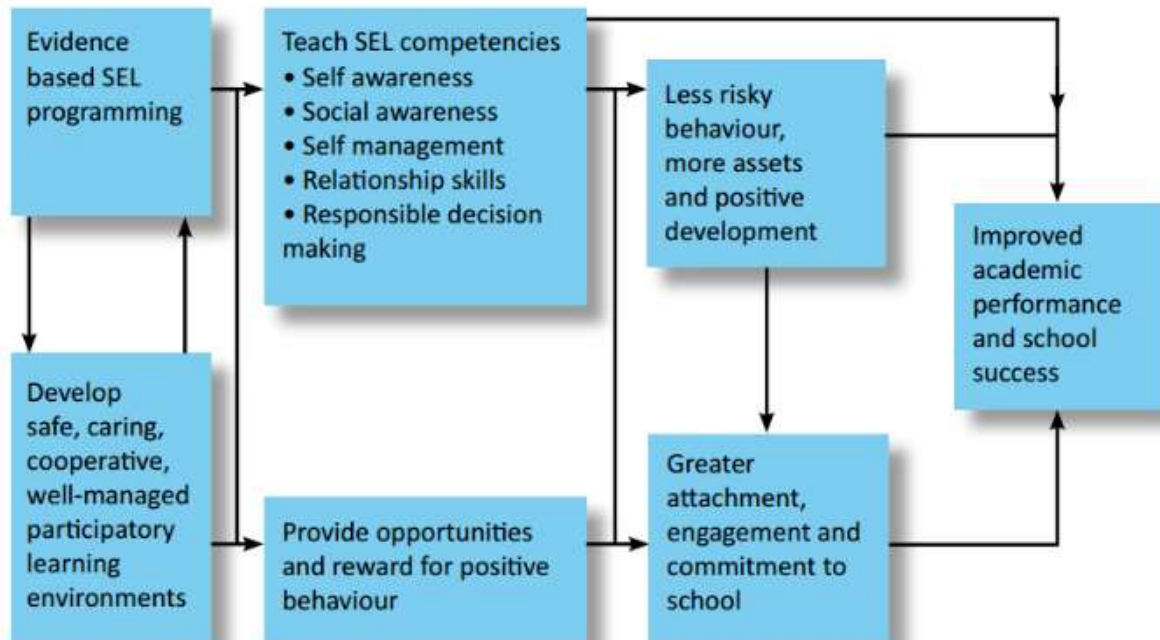 Evidence
based SEL
programming
Teach SEL competencies
• Self awareness
• Social awareness
• Self management
• Relationship skills
• Responsible decision
making
Less risky
behaviour,
more assets
and positive
development
Improved
academic
performance
and school
success
Develop
safe, caring,
cooperative,
well-managed
participatory
learning
environments
Provide opportunities
and reward for positive
behaviour
Greater
attachment,
engagement and
commitment to
school